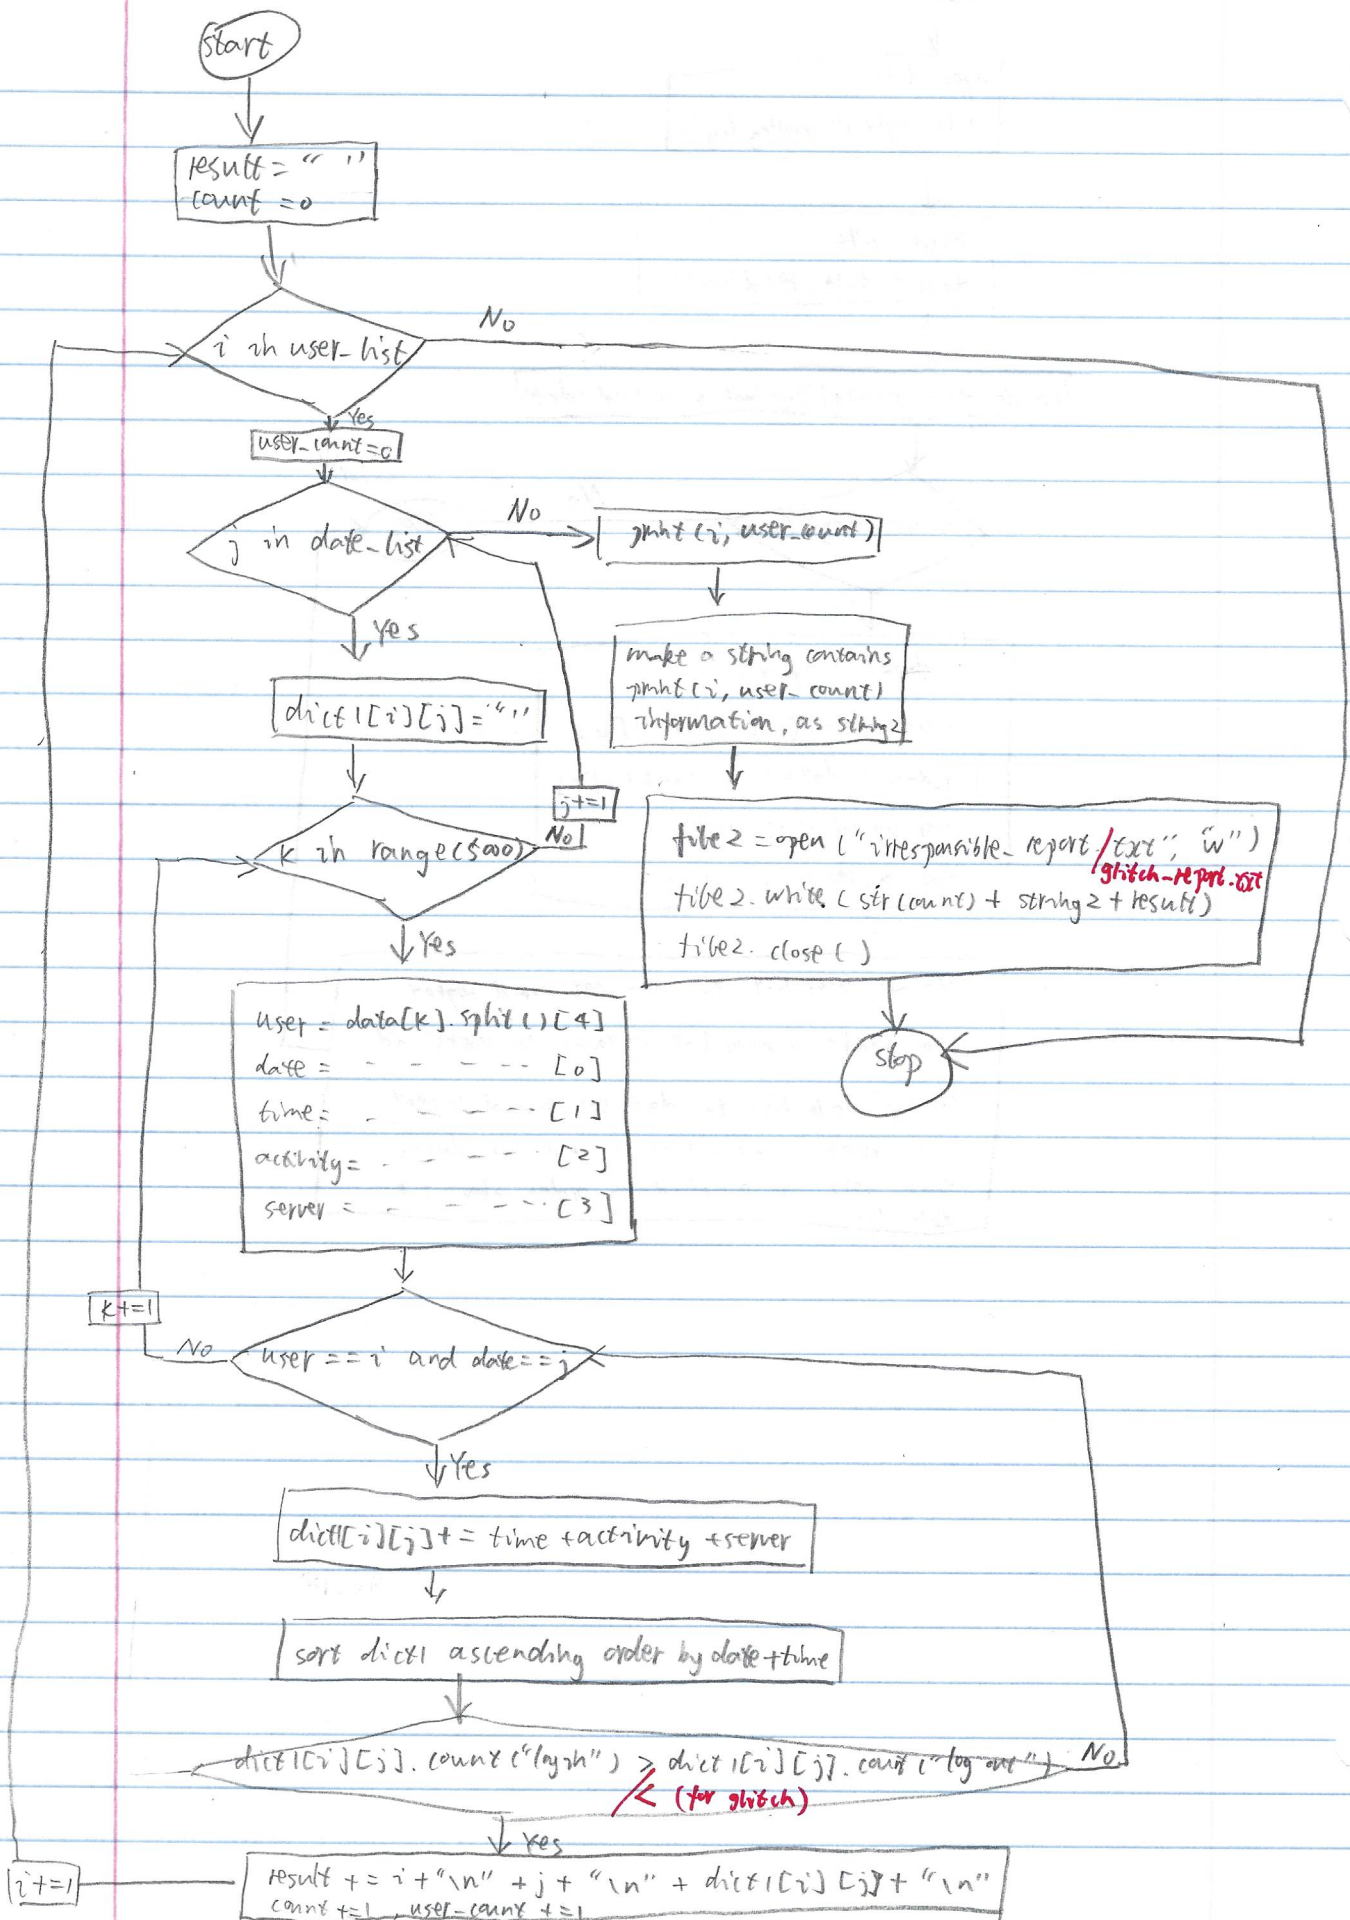 start
result = " "
count = 0
No
i in user_list
Yes
user_count=0
No
j in date_list
print(i, user_count)
Yes
make a string contains
print(i, user_count)
information, as string2
dict1[i][j]=""
j+=1
No
k in range(5000)
file2 = open("irresponsible_report/txt", "w")
glitch_report.txt
file2.write(str(count) + string2 + result)
file2.close()
Yes
user = data[k].split()[4]
date = - - - -- [0]
time= . - - --- [1]
activity= . - - -- [2]
server = - - - -- [3]
stop
k+=1
No
user == i and date==j
Yes
dict1[i][j]+= time +activity +server
sort dict1 ascending order by date+time
dict1[i][j].count("login") > dict1[i][j].count("log out")
No
/< (for glitch)
Yes
i+=1
result += i+"\n" + j + "\n" + dict1[i][j]+ "\n"
count +=1, user-count +=1